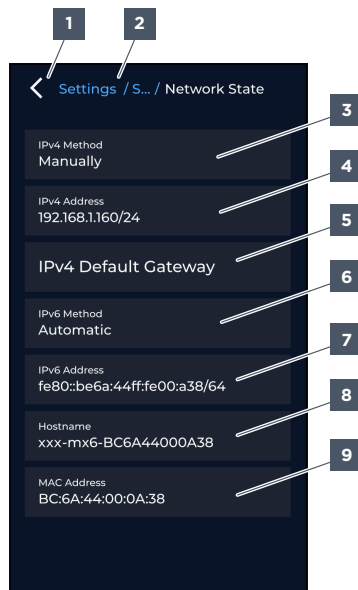 1 2
Settings / S... / Network State
3
IPv4 Method
Manually
4
IPv4 Address
192.168.1.160/24
5
IPv4 Default Gateway
6
IPv6 Method
Automatic
7
IPv6 Address
fe80::be6a:44ff:fe00:a38/64
8
Hostname
xxx-mx6-BC6A44000A38
9
MAC Address
BC:6A:44:00:0A:38